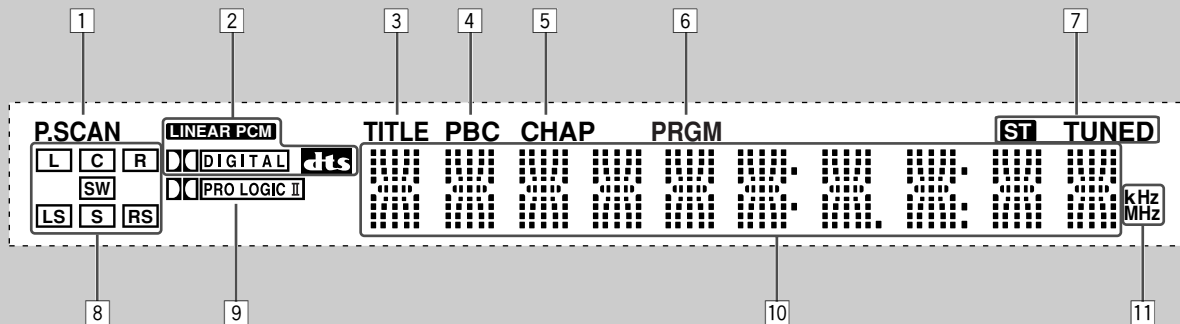 1 2 3 4 5 6 7
P.SCAN LINEAR PCM TITLE PBC CHAP PRGM ST TUNED
L C R DIGITAL dts
SW PRO LOGIC II
LS S RS
kHz
MHz
8 9 10 11